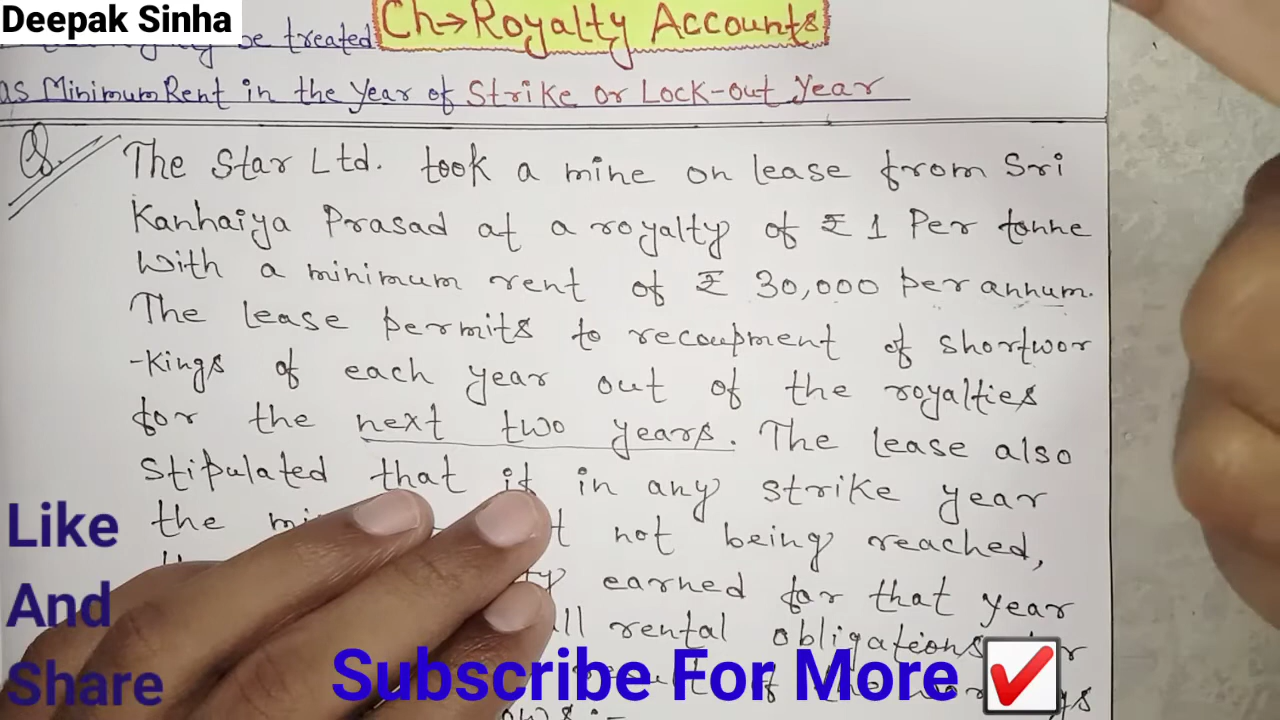 Deepak Sinha
Ch→Royalty Accounts
be treated
as Minimum Rent in the Year of Strike or Lock-out Year
Q. The Star Ltd. took a mine on lease from Sri
Kanhaiya Prasad at a royalty of ₹ 1 Per tonne
With a minimum rent of ₹ 30,000 per annum.
The lease permits to recoupment of shortwor
-kings of each year out of the royalties
for the next two years. The lease also
stipulated that if in any strike year
the not being reached,
earned for that year
all rental obligations
Like
And
Share
Subscribe For More